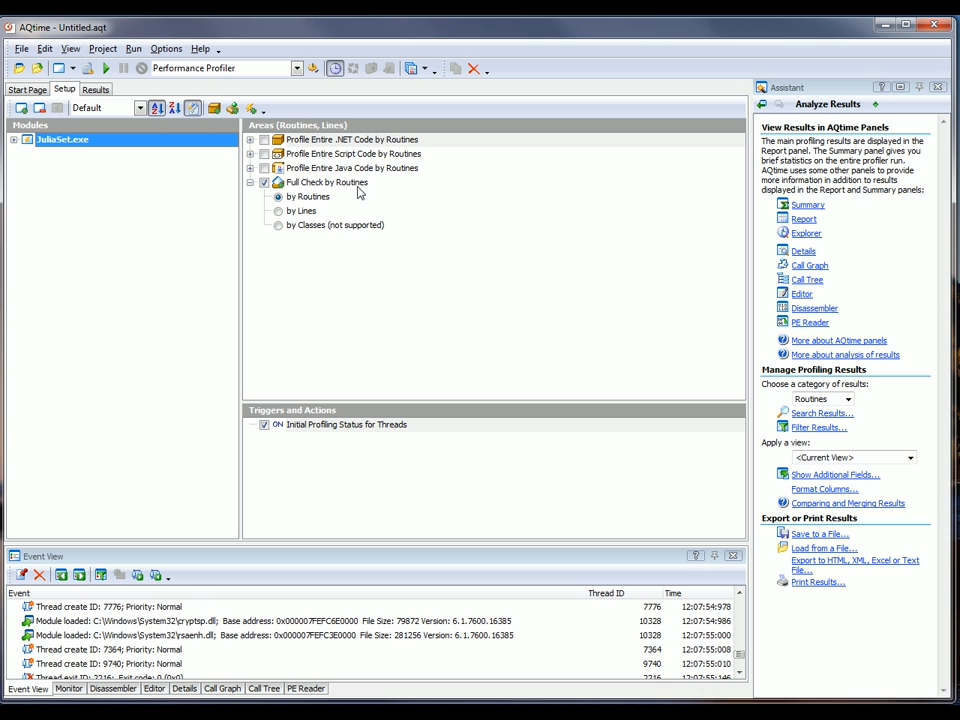 AQtime - Untitled.aqt
File Edit View Project Run Options Help
Performance Profiler
Start Page Setup Results
Default
Modules
JuliaSet.exe
Areas (Routines, Lines)
Profile Entire .NET Code by Routines
Profile Entire Script Code by Routines
Profile Entire Java Code by Routines
Full Check by Routines
by Routines
by Lines
by Classes (not supported)
Triggers and Actions
ON Initial Profiling Status for Threads
Assistant
Analyze Results
View Results in AQtime Panels
The main profiling results are displayed in the
Report panel. The Summary panel gives you
brief statistics on the entire profiler run.
AQtime uses some other panels to provide
more information in addition to results
displayed in the Report and Summary panels:
Summary
Report
Explorer
Details
Call Graph
Call Tree
Editor
Disassembler
PE Reader
More about AQtime panels
More about analysis of results
Manage Profiling Results
Choose a category of results:
Routines
Search Results...
Filter Results...
Apply a view:
<Current View>
Show Additional Fields...
Format Columns...
Comparing and Merging Results
Export or Print Results
Save to a File...
Load from a File...
Export to HTML, XML, Excel or Text
File...
Print Results...
Event View
Event Thread ID Time
Thread create ID: 7776; Priority: Normal 7776 12:07:54:978
Module loaded: C:\Windows\System32\cryptsp.dll; Base address: 0x000007FEFC6E0000 File Size: 79872 Version: 6.1.7600.16385 10328 12:07:54:986
Module loaded: C:\Windows\System32\rsaenh.dll; Base address: 0x000007FEFC3E0000 File Size: 281256 Version: 6.1.7600.16385 10328 12:07:55:000
Thread create ID: 7364; Priority: Normal 7364 12:07:55:008
Thread create ID: 9740; Priority: Normal 9740 12:07:55:010
Thread exit ID: 2216; Exit code: 0 (0x0) 2216 12:07:55:146
Event View Monitor Disassembler Editor Details Call Graph Call Tree PE Reader